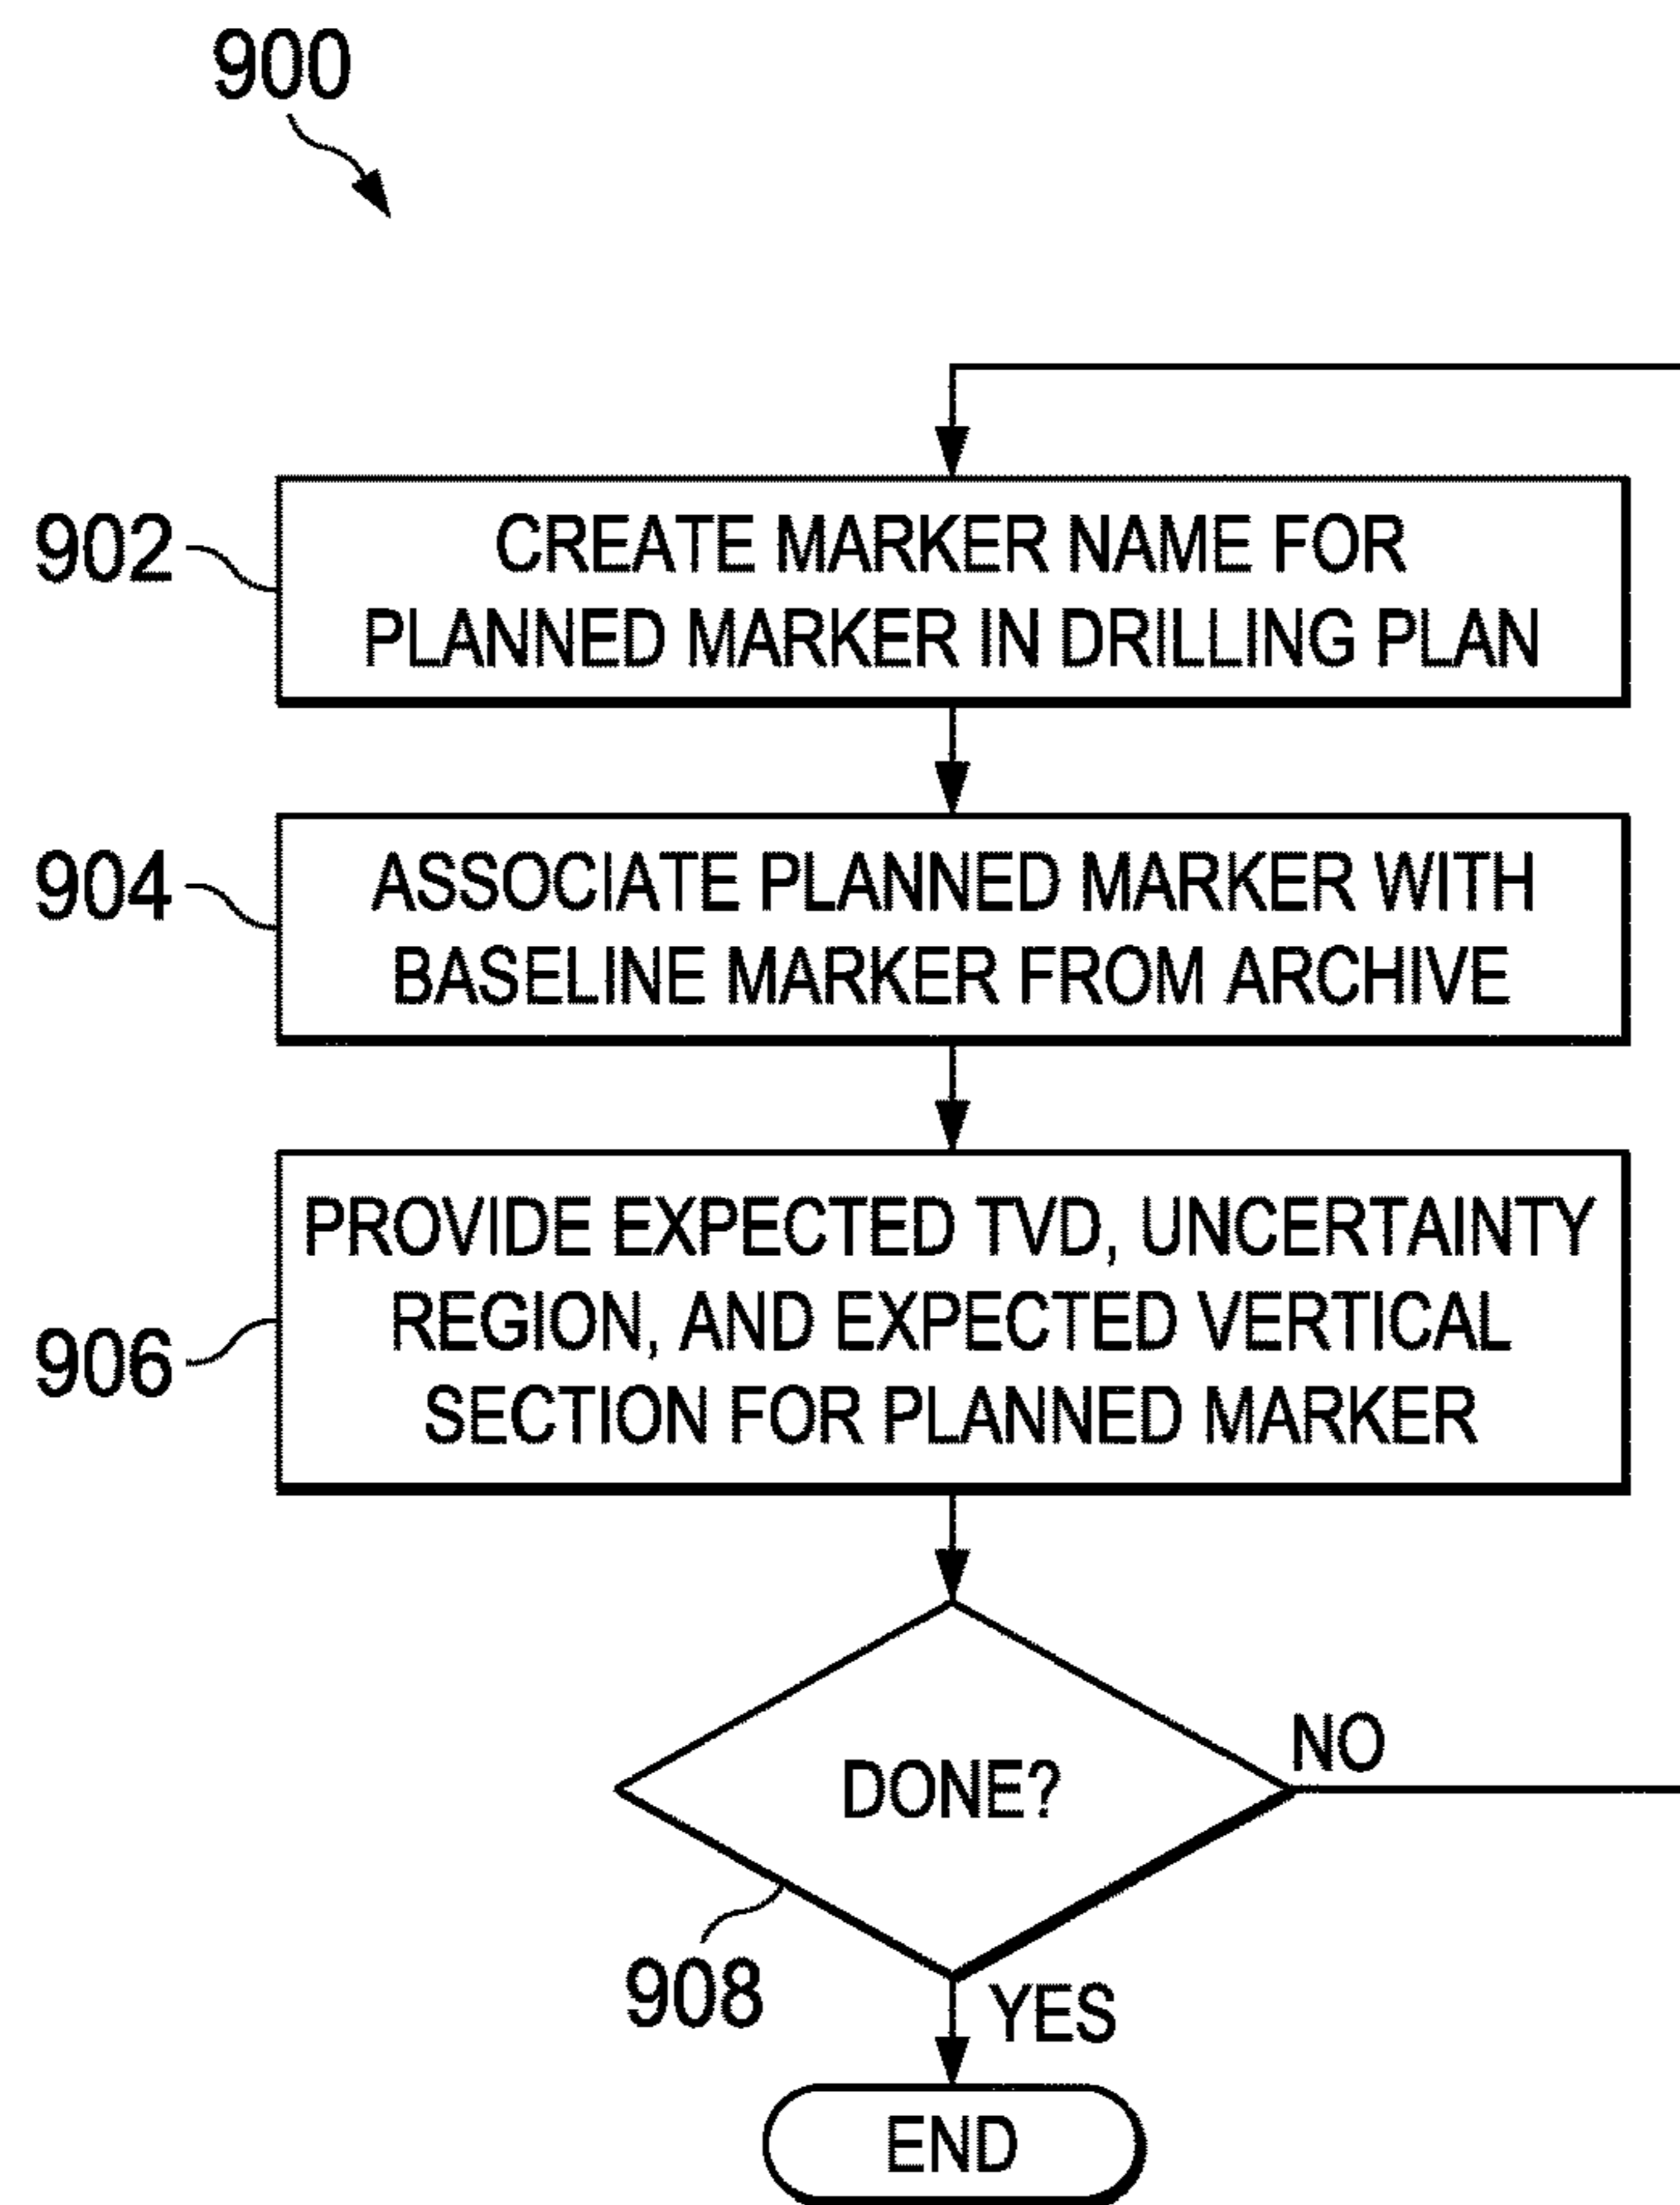 900
902
CREATE MARKER NAME FOR
PLANNED MARKER IN DRILLING PLAN
904
ASSOCIATE PLANNED MARKER WITH
BASELINE MARKER FROM ARCHIVE
906
PROVIDE EXPECTED TVD, UNCERTAINTY
REGION, AND EXPECTED VERTICAL
SECTION FOR PLANNED MARKER
DONE?
NO
908
YES
END